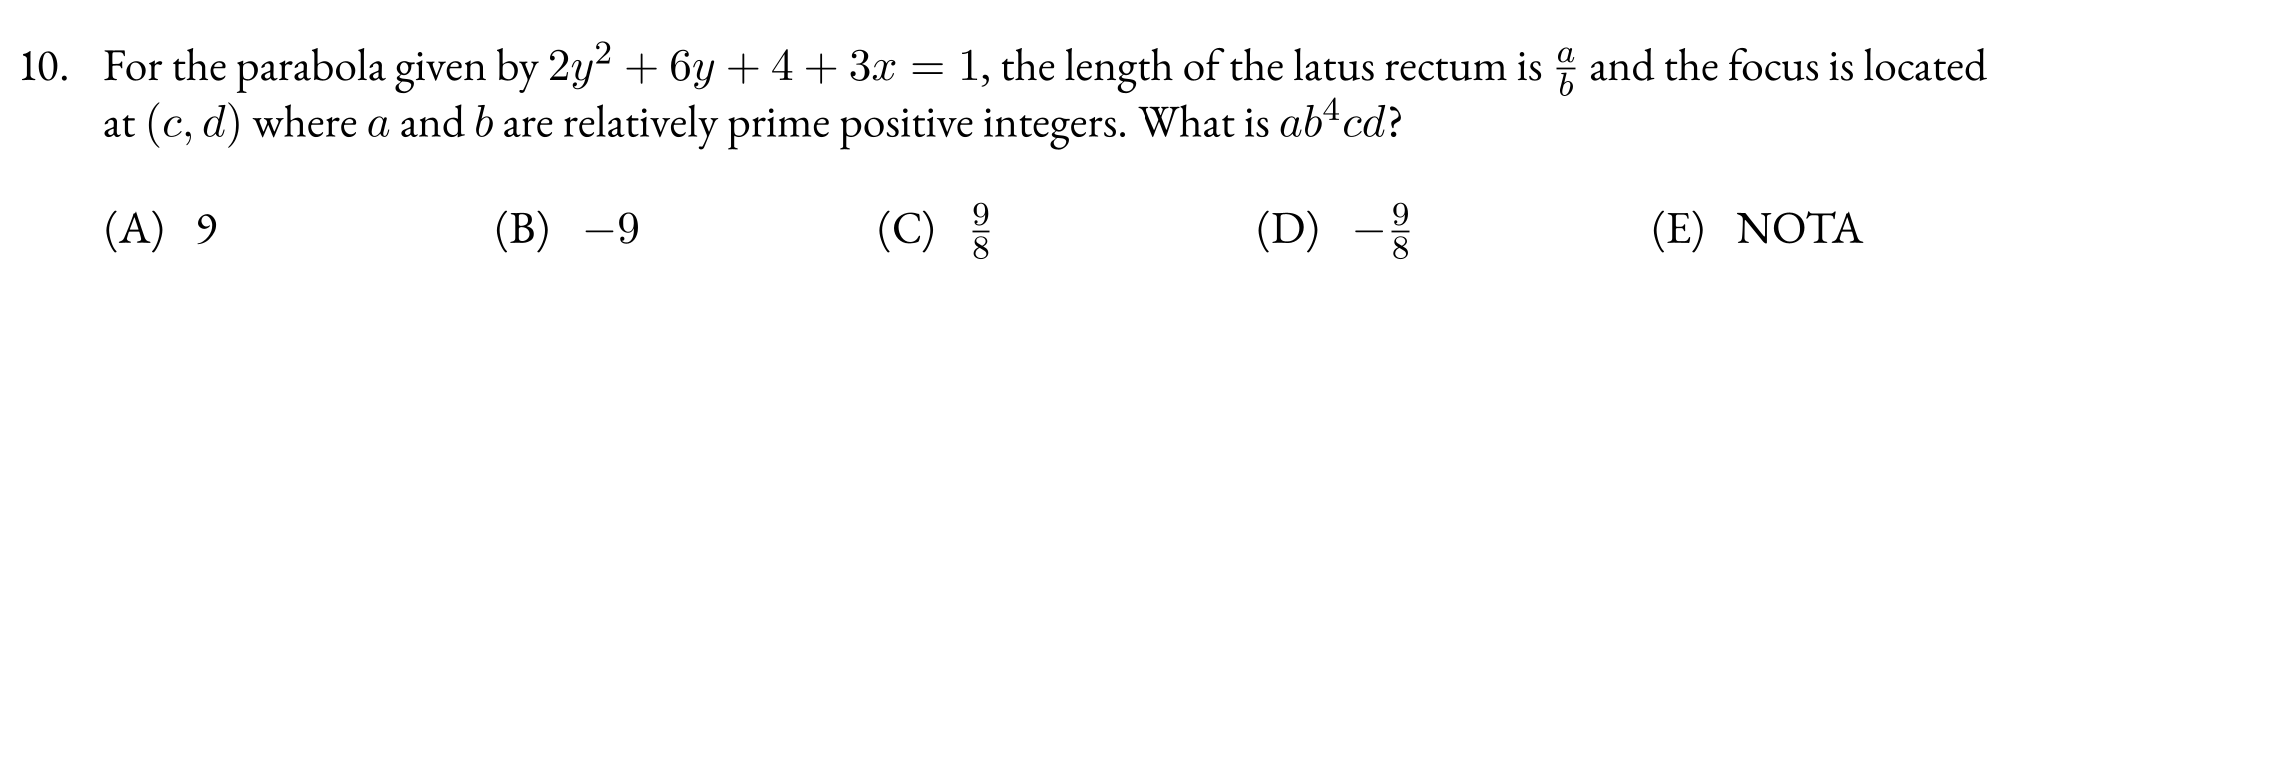 10. For the parabola given by $2y^2 + 6y + 4 + 3x = 1$, the length of the latus rectum is $\frac{a}{b}$ and the focus is located
at $(c, d)$ where $a$ and $b$ are relatively prime positive integers. What is $ab^4cd$?
(A) 9 (B) $-9$ (C) $\frac{9}{8}$ (D) $-\frac{9}{8}$ (E) NOTA